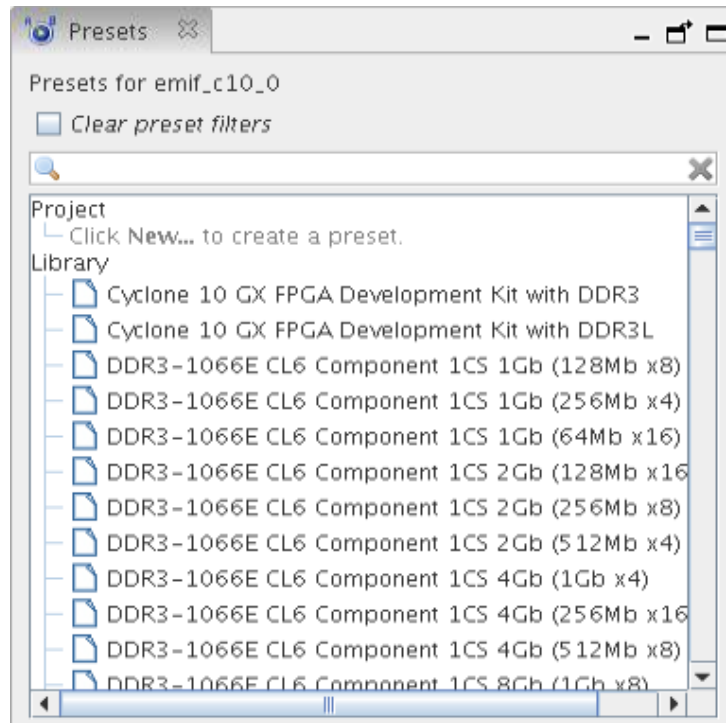 Presets
Presets for emif_c10_0
Clear preset filters
Project
Click New... to create a preset.
Library
Cyclone 10 GX FPGA Development Kit with DDR3
Cyclone 10 GX FPGA Development Kit with DDR3L
DDR3-1066E CL6 Component 1CS 1Gb (128Mb x8)
DDR3-1066E CL6 Component 1CS 1Gb (256Mb x4)
DDR3-1066E CL6 Component 1CS 1Gb (64Mb x16)
DDR3-1066E CL6 Component 1CS 2Gb (128Mb x16
DDR3-1066E CL6 Component 1CS 2Gb (256Mb x8)
DDR3-1066E CL6 Component 1CS 2Gb (512Mb x4)
DDR3-1066E CL6 Component 1CS 4Gb (1Gb x4)
DDR3-1066E CL6 Component 1CS 4Gb (256Mb x16
DDR3-1066E CL6 Component 1CS 4Gb (512Mb x8)
DDR3-1066E CL6 Component 1CS 8Gb (1Gb x8)